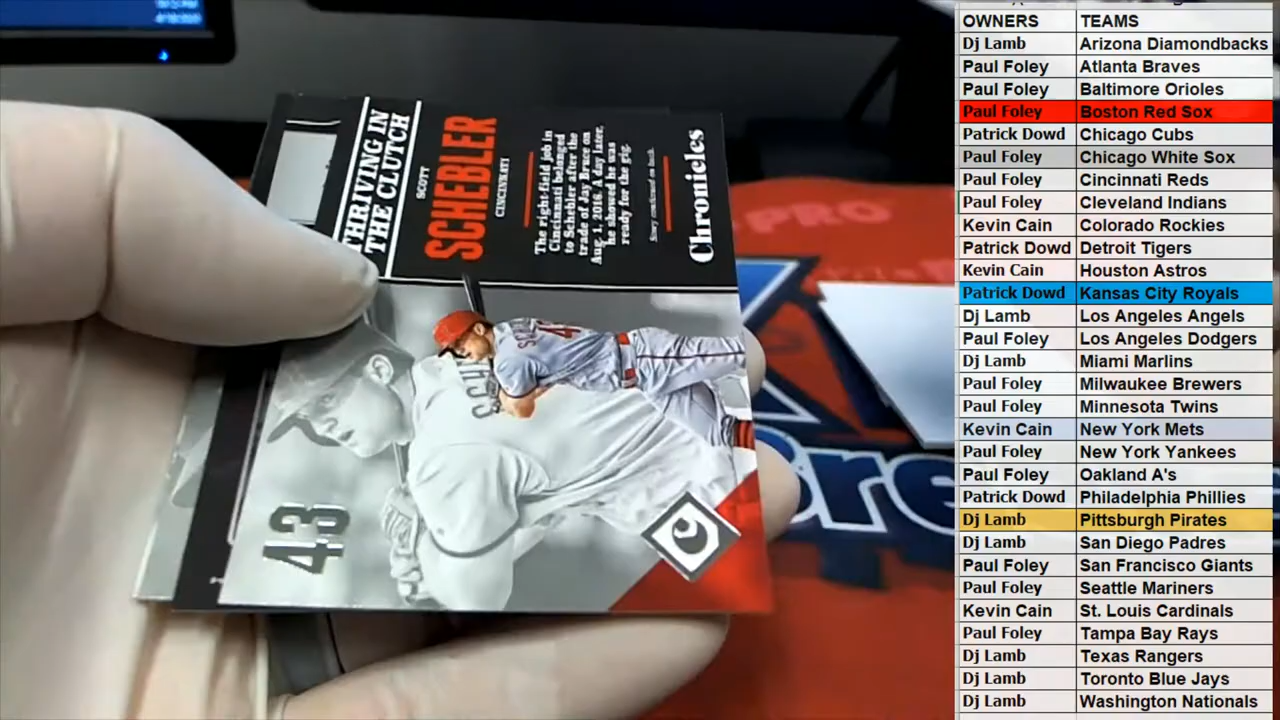 THRIVING IN
THE CLUTCH
SCOTT
SCHEBLER
CINCINNATI
The right-field job in
Cincinnati belonged
to Schebler after the
trade of Jay Bruce on
Aug. 1, 2016. A day later,
he showed he was
ready for the gig.
Story continued on back.
Chronicles
43
PRO
Bre
OWNERS TEAMS
Dj Lamb Arizona Diamondbacks
Paul Foley Atlanta Braves
Paul Foley Baltimore Orioles
Paul Foley Boston Red Sox
Patrick Dowd Chicago Cubs
Paul Foley Chicago White Sox
Paul Foley Cincinnati Reds
Paul Foley Cleveland Indians
Kevin Cain Colorado Rockies
Patrick Dowd Detroit Tigers
Kevin Cain Houston Astros
Patrick Dowd Kansas City Royals
Dj Lamb Los Angeles Angels
Paul Foley Los Angeles Dodgers
Dj Lamb Miami Marlins
Paul Foley Milwaukee Brewers
Paul Foley Minnesota Twins
Kevin Cain New York Mets
Paul Foley New York Yankees
Paul Foley Oakland A's
Patrick Dowd Philadelphia Phillies
Dj Lamb Pittsburgh Pirates
Dj Lamb San Diego Padres
Paul Foley San Francisco Giants
Paul Foley Seattle Mariners
Kevin Cain St. Louis Cardinals
Paul Foley Tampa Bay Rays
Dj Lamb Texas Rangers
Dj Lamb Toronto Blue Jays
Dj Lamb Washington Nationals